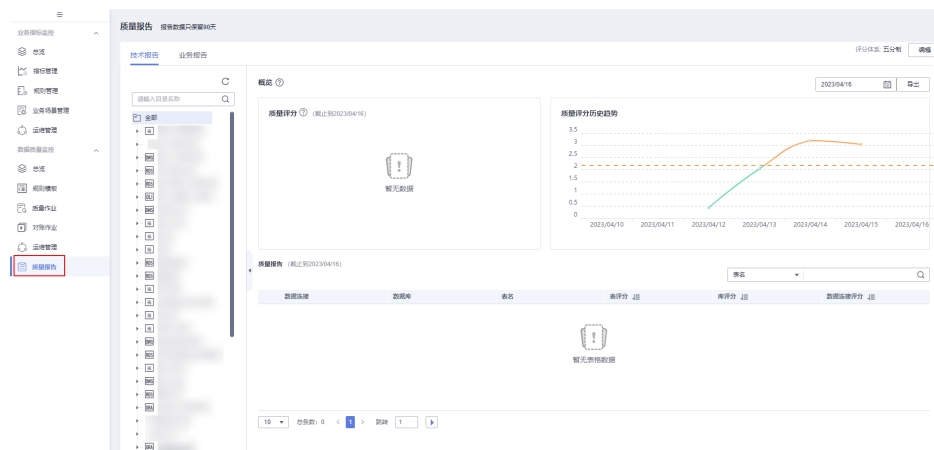 业务指标监控
总览
指标管理
规则管理
业务场景管理
运维管理
数据质量监控
总览
规则模板
质量作业
对账作业
运维管理
质量报告
质量报告 报告数据只保留90天
技术报告 业务报告
评分体系: 五分制
请输入目录名称
全部
概览
2023/04/16 导出
质量评分 (截止到2023/04/16)
暂无数据
质量评分历史趋势
3.5
3
2.5
2
1.5
1
0.5
0
2023/04/10 2023/04/11 2023/04/12 2023/04/13 2023/04/14 2023/04/15 2023/04/16
质量报告 (截止到2023/04/16)
表名
数据连接 数据库 表名 表评分 库评分 数据连接评分
暂无表格数据
10 总条数: 0 < 1 > 跳转 1